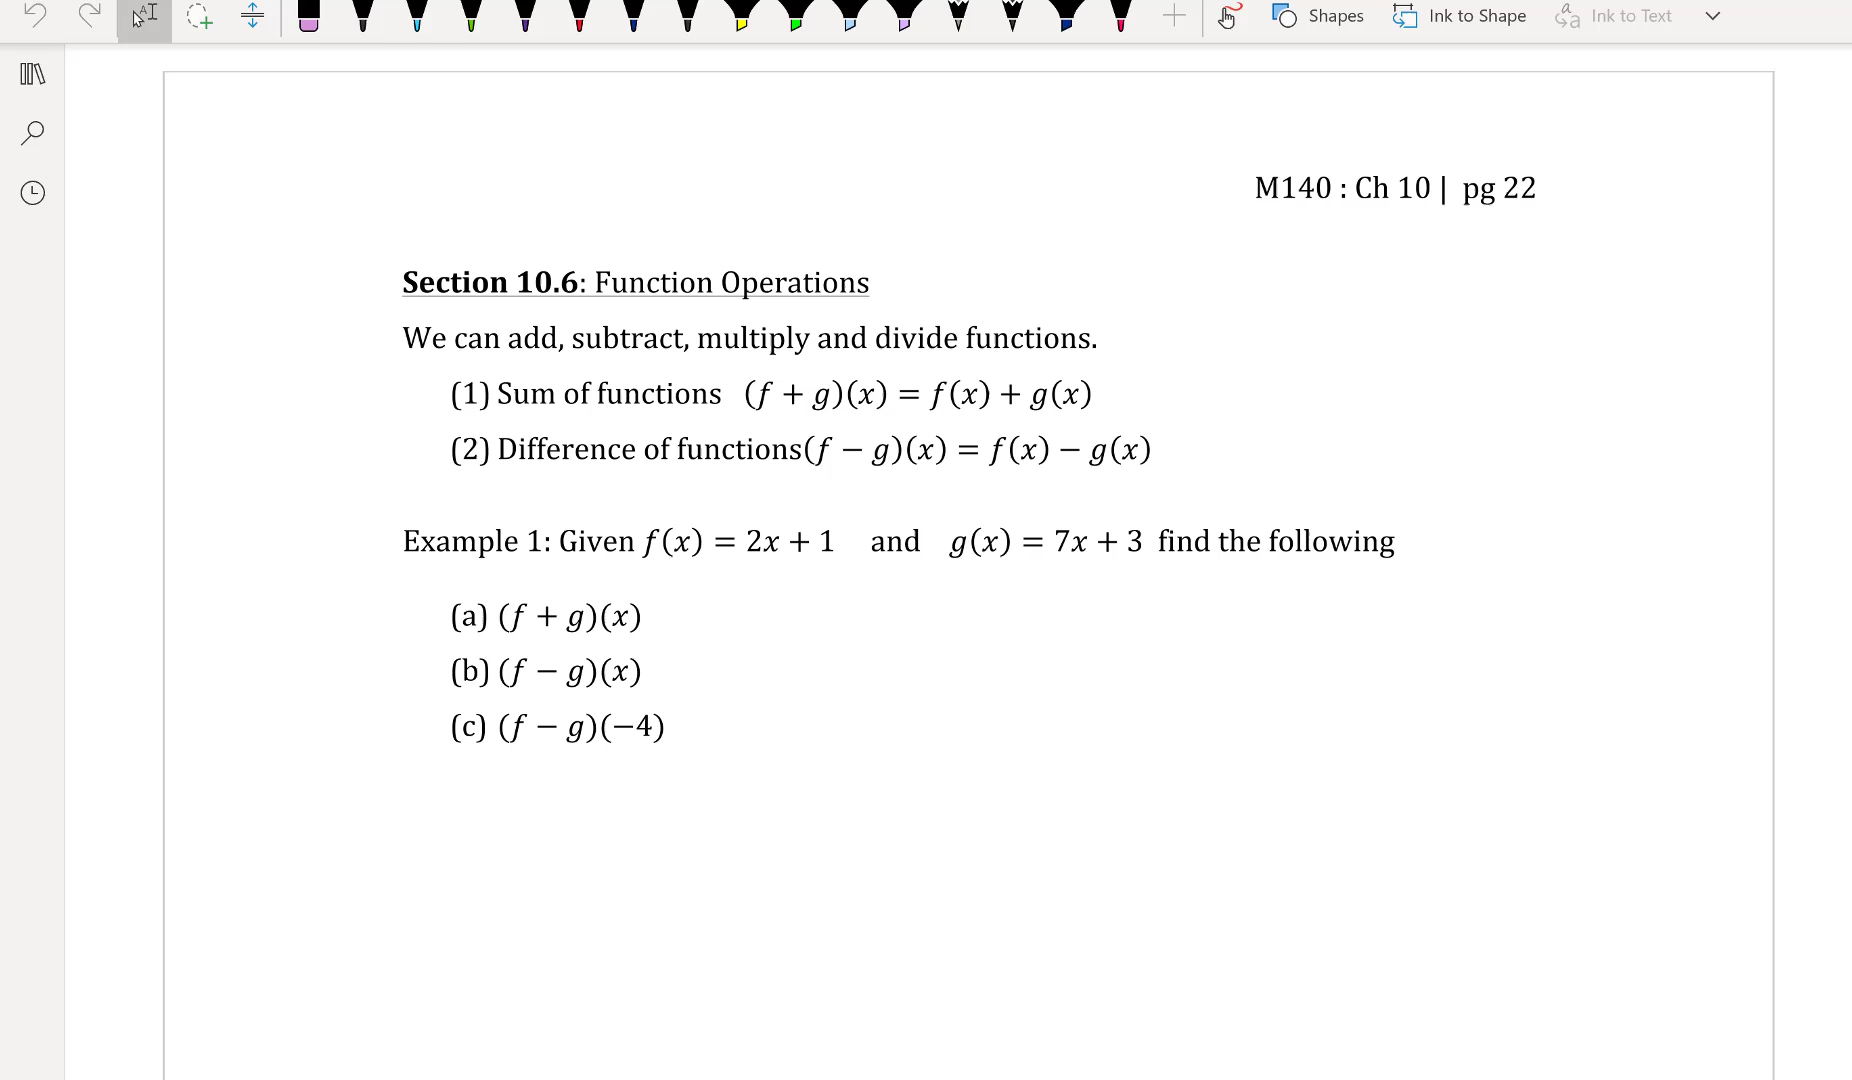 Shapes
Ink to Shape
Ink to Text
M140 : Ch 10 | pg 22
Section 10.6: Function Operations
We can add, subtract, multiply and divide functions.
(1) Sum of functions (f + g)(x) = f(x) + g(x)
(2) Difference of functions(f − g)(x) = f(x) − g(x)
Example 1: Given f(x) = 2x + 1 and g(x) = 7x + 3 find the following
(a) (f + g)(x)
(b) (f − g)(x)
(c) (f − g)(−4)